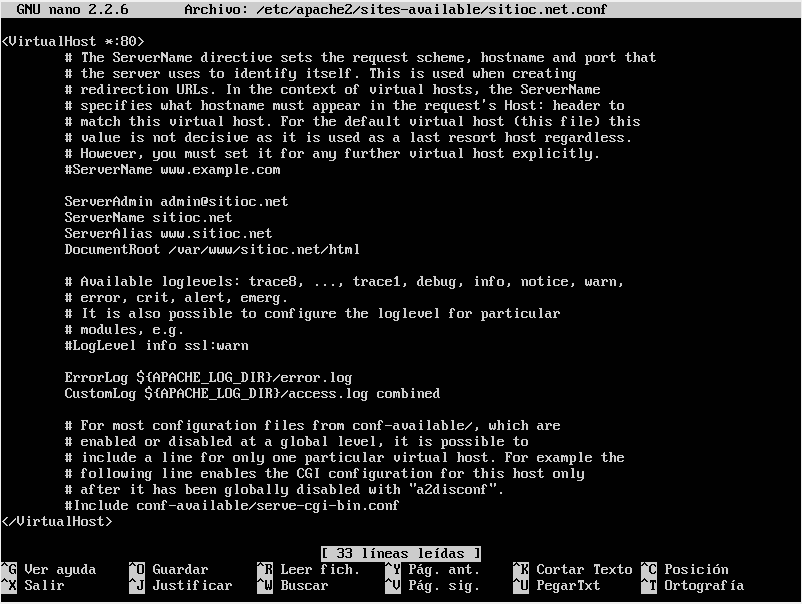 GNU nano 2.2.6 Archivo: /etc/apache2/sites-available/sitioc.net.conf
<VirtualHost *:80>
# The ServerName directive sets the request scheme, hostname and port that
# the server uses to identify itself. This is used when creating
# redirection URLs. In the context of virtual hosts, the ServerName
# specifies what hostname must appear in the request's Host: header to
# match this virtual host. For the default virtual host (this file) this
# value is not decisive as it is used as a last resort host regardless.
# However, you must set it for any further virtual host explicitly.
#ServerName www.example.com
ServerAdmin admin@sitioc.net
ServerName sitioc.net
ServerAlias www.sitioc.net
DocumentRoot /var/www/sitioc.net/html
# Available loglevels: trace8, ..., trace1, debug, info, notice, warn,
# error, crit, alert, emerg.
# It is also possible to configure the loglevel for particular
# modules, e.g.
#LogLevel info ssl:warn
ErrorLog ${APACHE_LOG_DIR}/error.log
CustomLog ${APACHE_LOG_DIR}/access.log combined
# For most configuration files from conf-available/, which are
# enabled or disabled at a global level, it is possible to
# include a line for only one particular virtual host. For example the
# following line enables the CGI configuration for this host only
# after it has been globally disabled with "a2disconf".
#Include conf-available/serve-cgi-bin.conf
</VirtualHost>
[ 33 líneas leídas ]
^G Ver ayuda ^O Guardar ^R Leer fich. ^Y Pág. ant. ^K Cortar Texto ^C Posición
^X Salir ^J Justificar ^W Buscar ^V Pág. sig. ^U PegarTxt ^T Ortografía